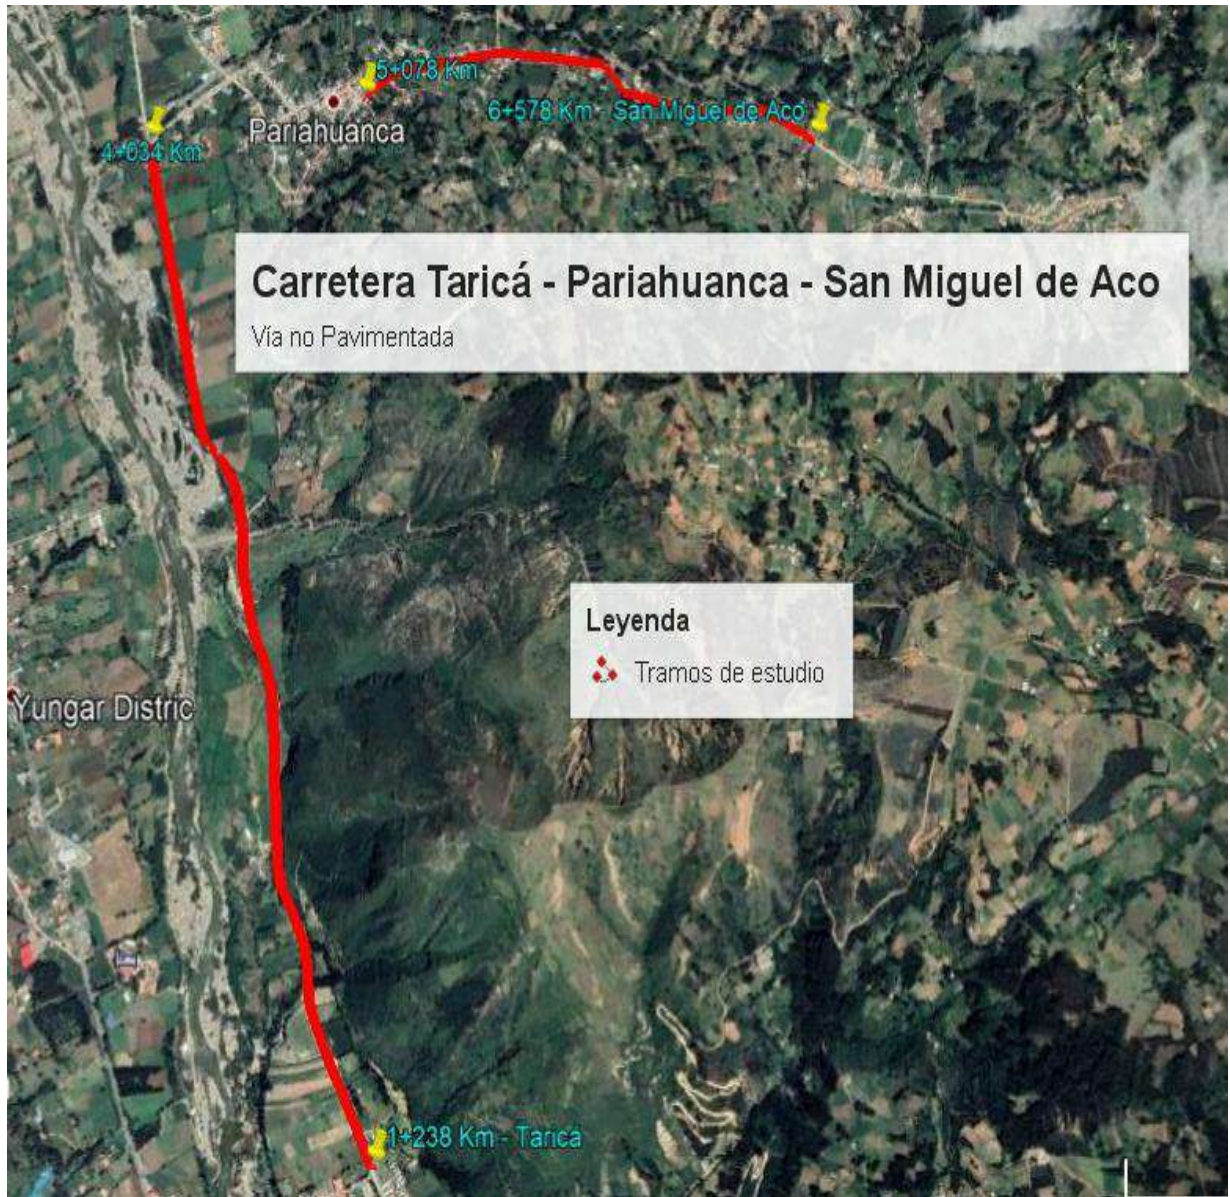 5+078 Km
6+578 Km - San Miguel de Aco
Pariahuanca
4+034 Km
Carretera Taricá - Pariahuanca - San Miguel de Aco
Vía no Pavimentada
Leyenda
Tramos de estudio
Yungar Distric
1+238 Km - Taricá